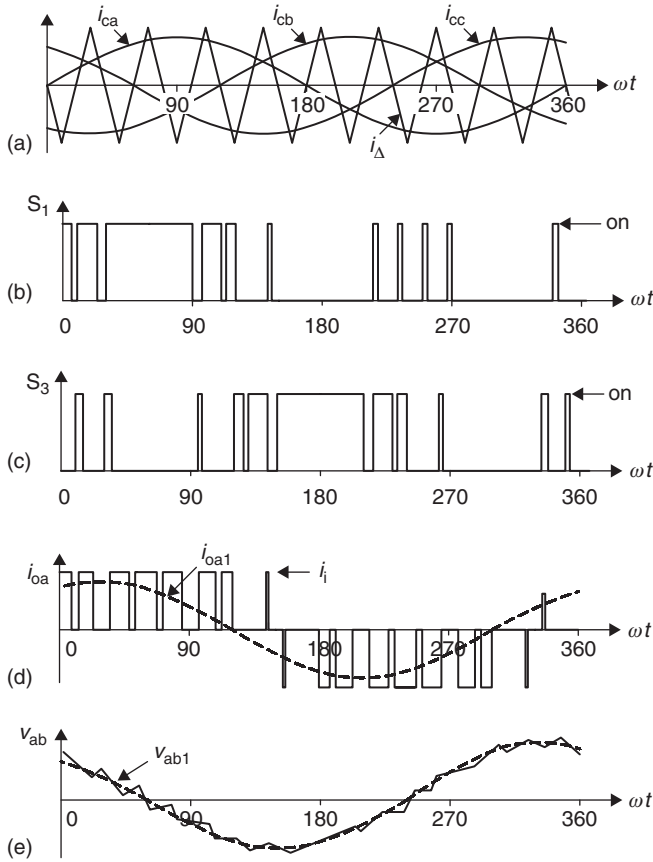 i_ca i_cb i_cc
90 180 270 360 ωt
i_Δ
(a)
S_1 on
(b)
0 90 180 270 360 ωt
S_3 on
(c)
0 90 180 270 360 ωt
i_oa i_oa1 i_i
0 90 180 270 360 ωt
(d)
v_ab v_ab1
0 90 180 270 360 ωt
(e)